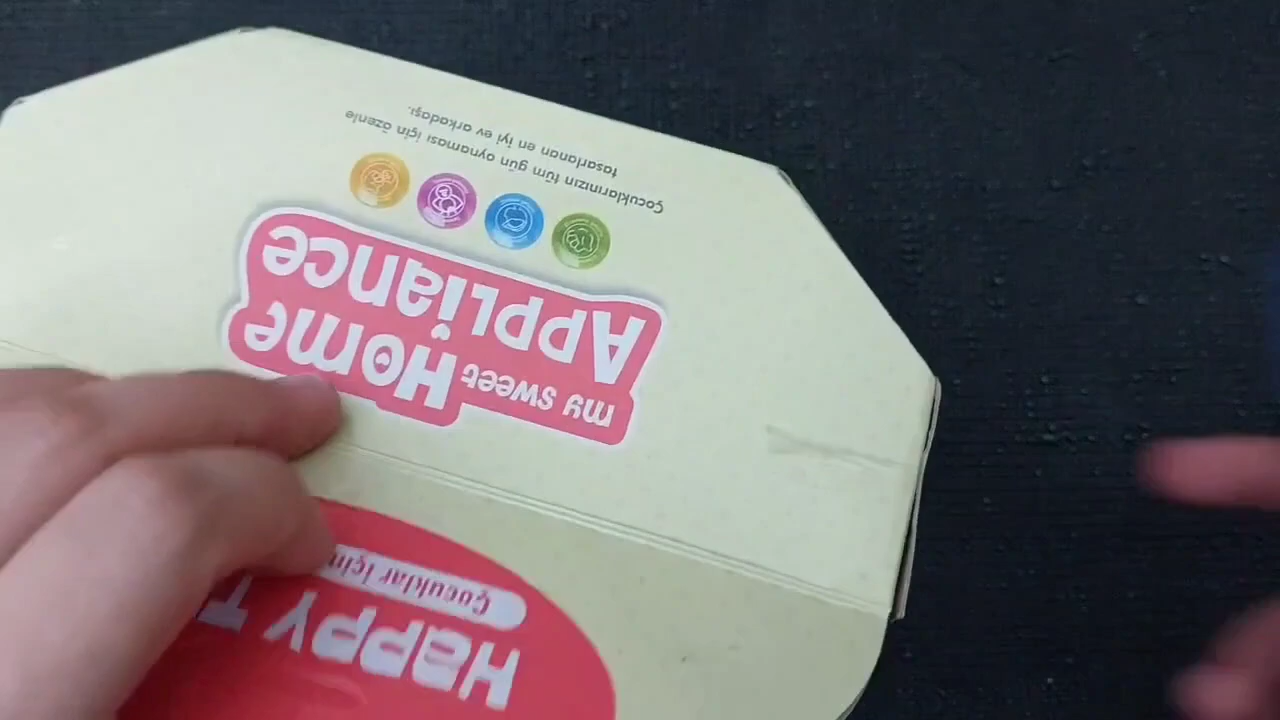 HAPPY T
Çocuklar için
my sweet Home
APPLiance
Çocuklarınızın tüm gün oynaması için özenle
tasarlanan en iyi ev arkadaşı.